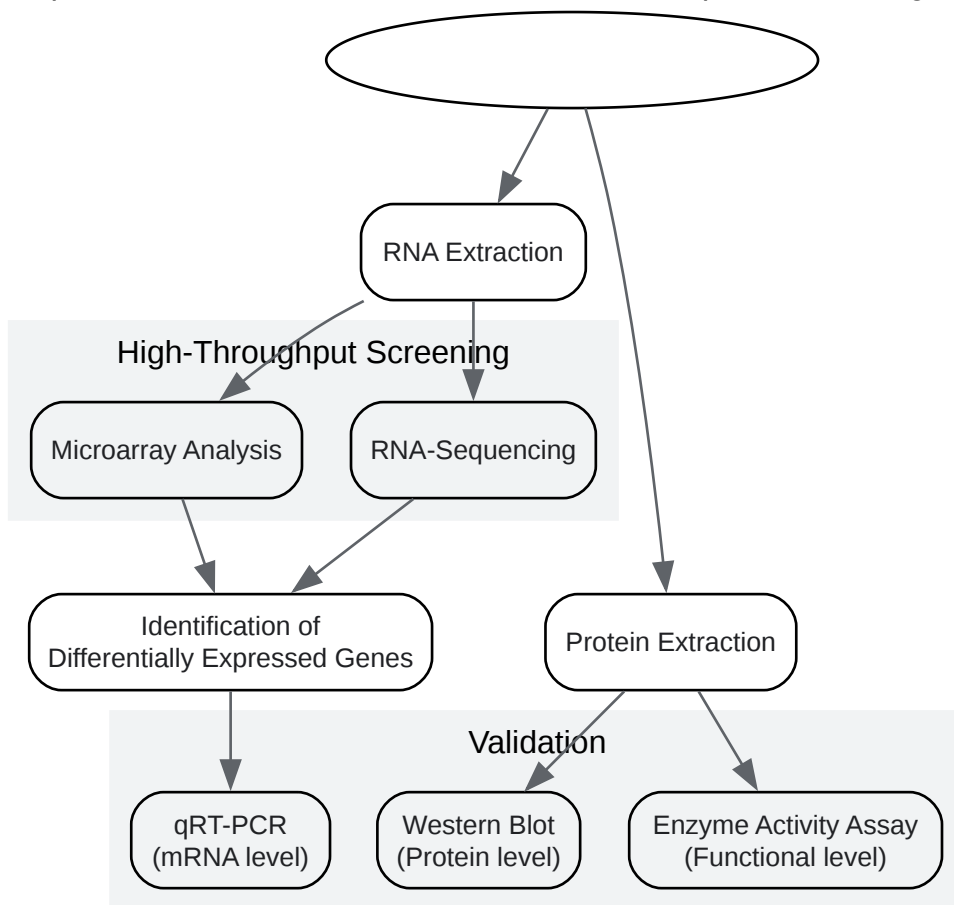 RNA Extraction
High-Throughput Screening
Microarray Analysis
RNA-Sequencing
Identification of
Differentially Expressed Genes
Protein Extraction
Validation
qRT-PCR
(mRNA level)
Western Blot
(Protein level)
Enzyme Activity Assay
(Functional level)